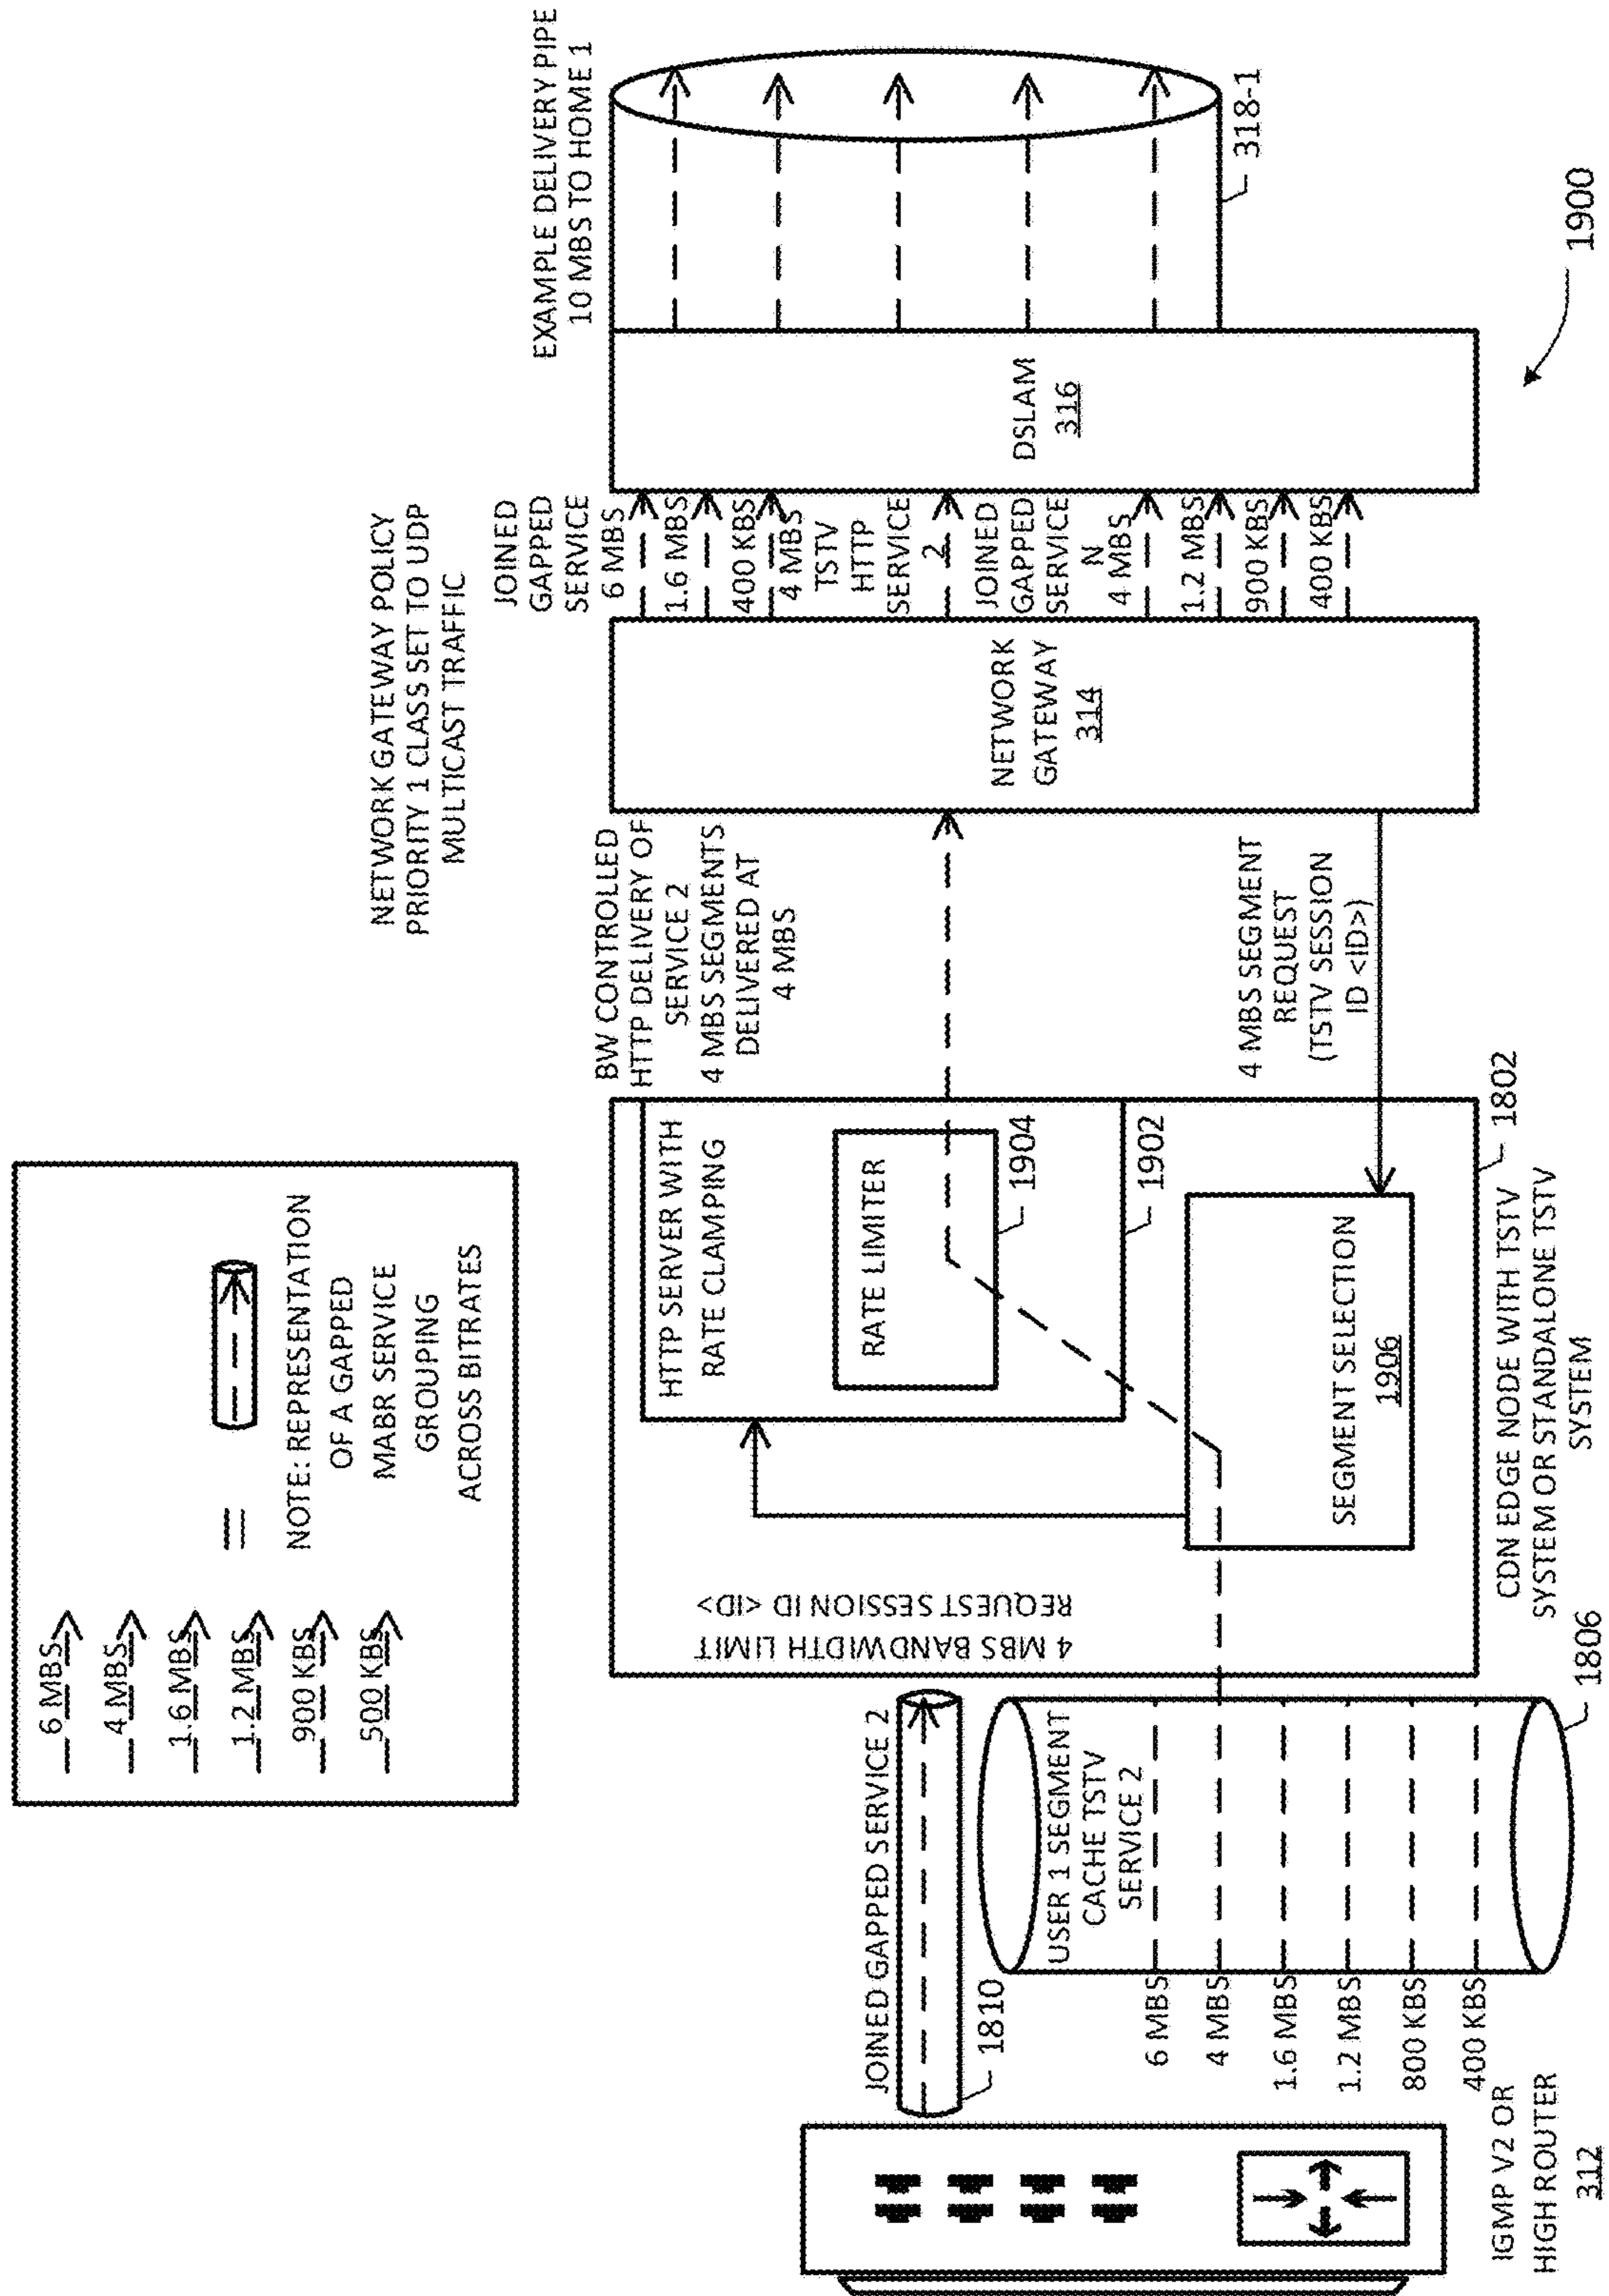 6 MBS
4 MBS
1.6 MBS
1.2 MBS
900 KBS
500 KBS
=
NOTE: REPRESENTATION
OF A GAPPED
MABR SERVICE
GROUPING
ACROSS BITRATES
NETWORK GATEWAY POLICY
PRIORITY 1 CLASS SET TO UDP
MULTICAST TRAFFIC
EXAMPLE DELIVERY PIPE
10 MBS TO HOME 1
IGMP V2 OR
HIGH ROUTER
312
JOINED GAPPED SERVICE 2
1810
USER 1 SEGMENT
CACHE TSTV
SERVICE 2
6 MBS
4 MBS
1.6 MBS
1.2 MBS
800 KBS
400 KBS
1806
4 MBS BANDWIDTH LIMIT
REQUEST SESSION ID <ID>
HTTP SERVER WITH
RATE CLAMPING
RATE LIMITER
1904
1902
SEGMENT SELECTION
1906
1802
CDN EDGE NODE WITH TSTV
SYSTEM OR STANDALONE TSTV
SYSTEM
BW CONTROLLED
HTTP DELIVERY OF
SERVICE 2
4 MBS SEGMENTS
DELIVERED AT
4 MBS
4 MBS SEGMENT
REQUEST
(TSTV SESSION
ID <ID>)
NETWORK
GATEWAY
314
JOINED
GAPPED
SERVICE
6 MBS
1.6 MBS
400 KBS
4 MBS
TSTV
HTTP
SERVICE
2
JOINED
GAPPED
SERVICE
N
4 MBS
1.2 MBS
900 KBS
400 KBS
DSLAM
316
318-1
1900